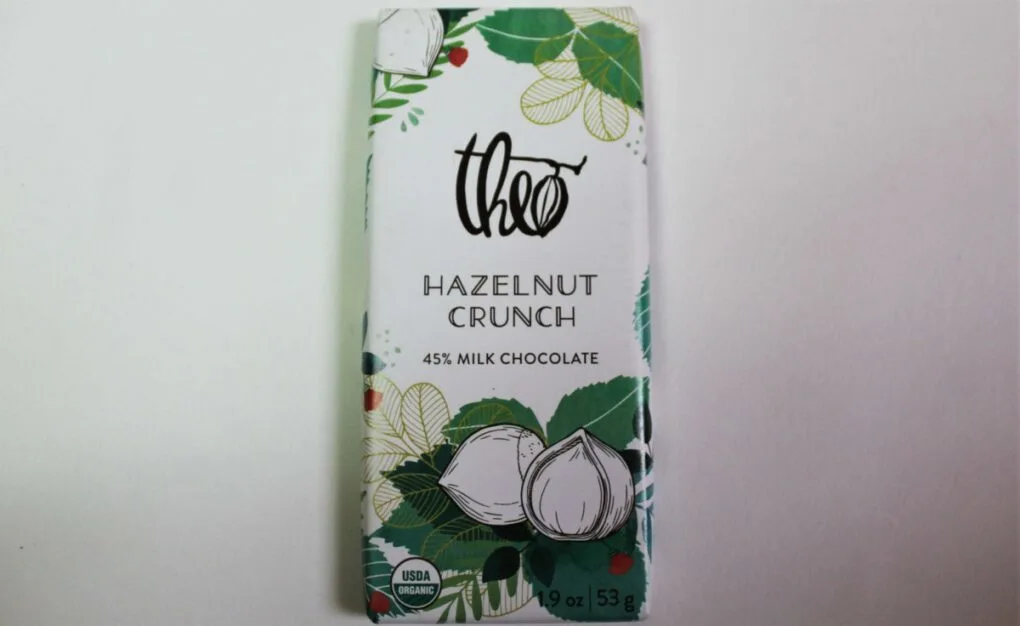 theo
HAZELNUT
CRUNCH
45% MILK CHOCOLATE
USDA
ORGANIC
1.9 oz | 53 g